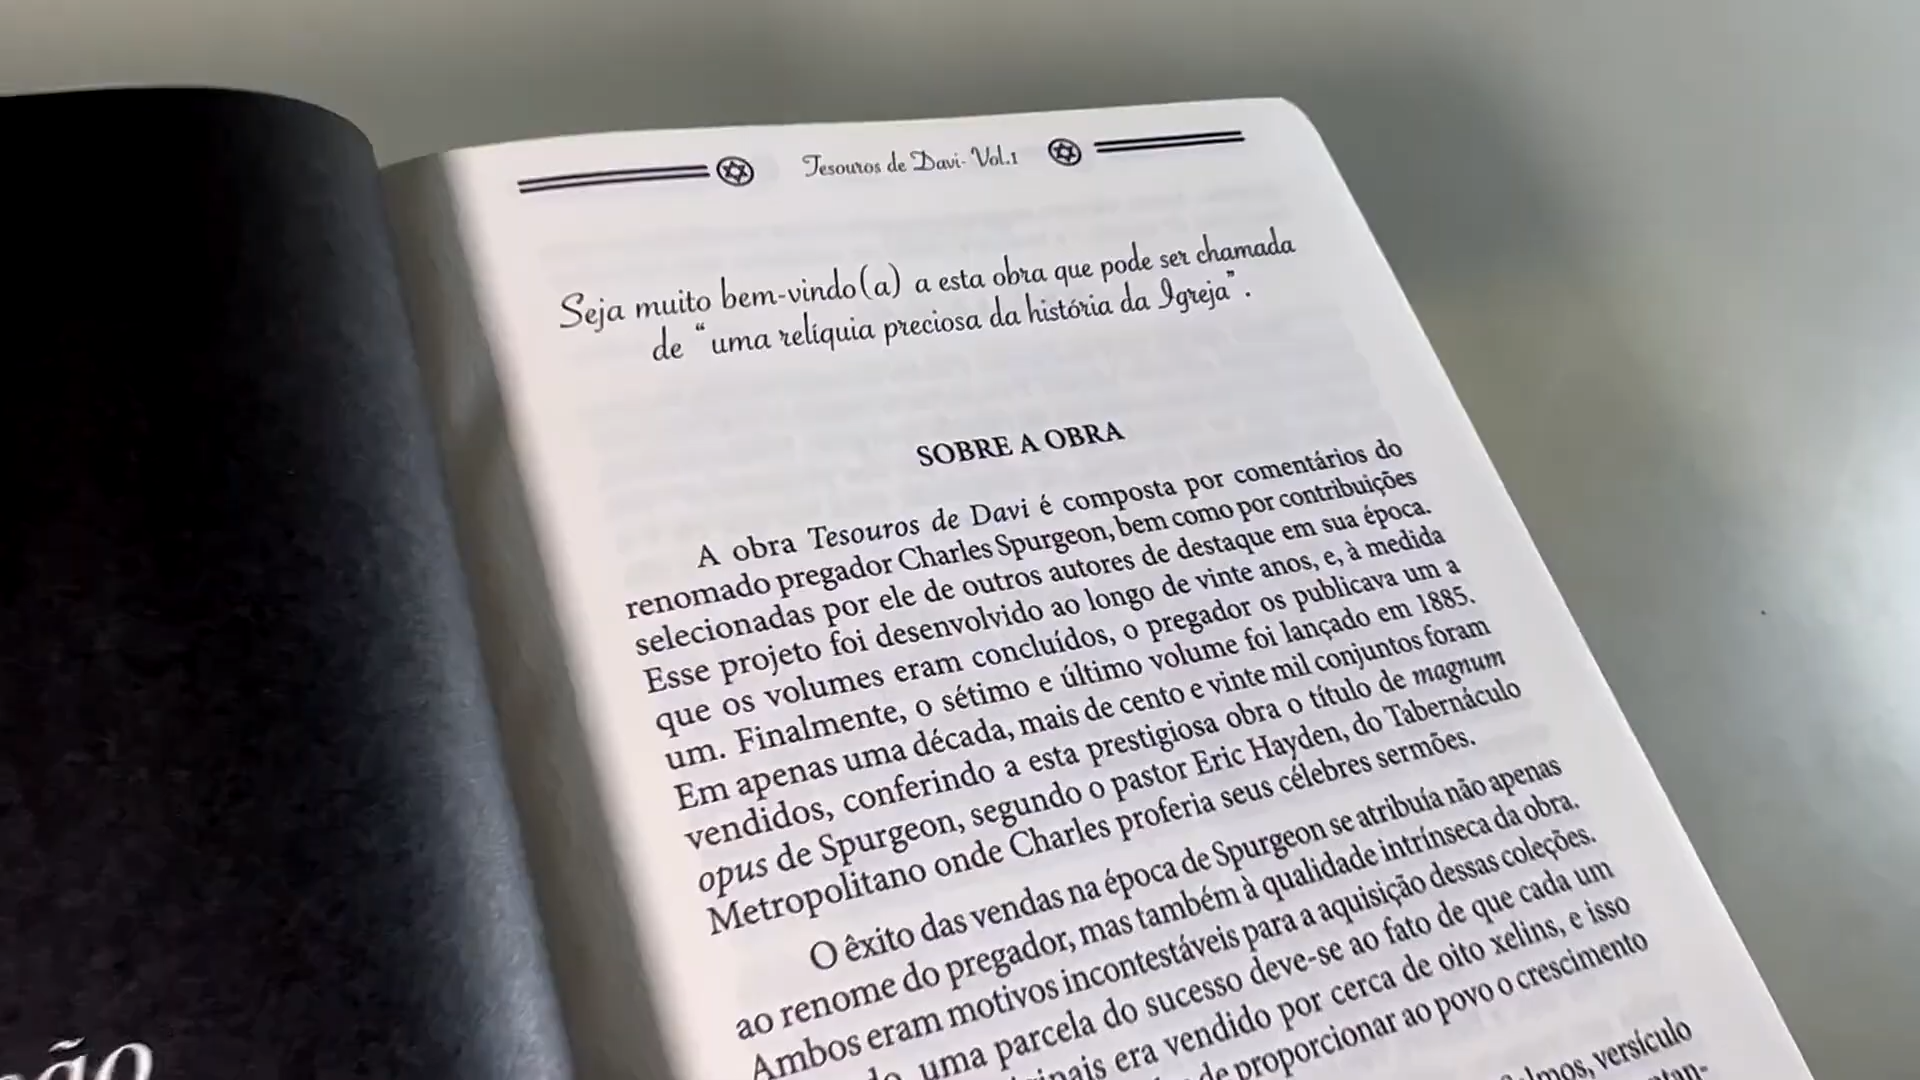 Tesouros de Davi- Vol.1
Seja muito bem-vindo(a) a esta obra que pode ser chamada
de “uma relíquia preciosa da história da Igreja”.
SOBRE A OBRA
A obra Tesouros de Davi é composta por comentários do
renomado pregador Charles Spurgeon, bem como por contribuições
selecionadas por ele de outros autores de destaque em sua época.
Esse projeto foi desenvolvido ao longo de vinte anos, e, à medida
que os volumes eram concluídos, o pregador os publicava um a
um. Finalmente, o sétimo e último volume foi lançado em 1885.
Em apenas uma década, mais de cento e vinte mil conjuntos foram
vendidos, conferindo a esta prestigiosa obra o título de magnum
opus de Spurgeon, segundo o pastor Eric Hayden, do Tabernáculo
Metropolitano onde Charles proferia seus célebres sermões.
O êxito das vendas na época de Spurgeon se atribuía não apenas
ao renome do pregador, mas também à qualidade intrínseca da obra.
Ambos eram motivos incontestáveis para a aquisição dessas coleções.
uma parcela do sucesso deve-se ao fato de que cada um
era vendido por cerca de oito xelins, e isso
de proporcionar ao povo o crescimento
versículo